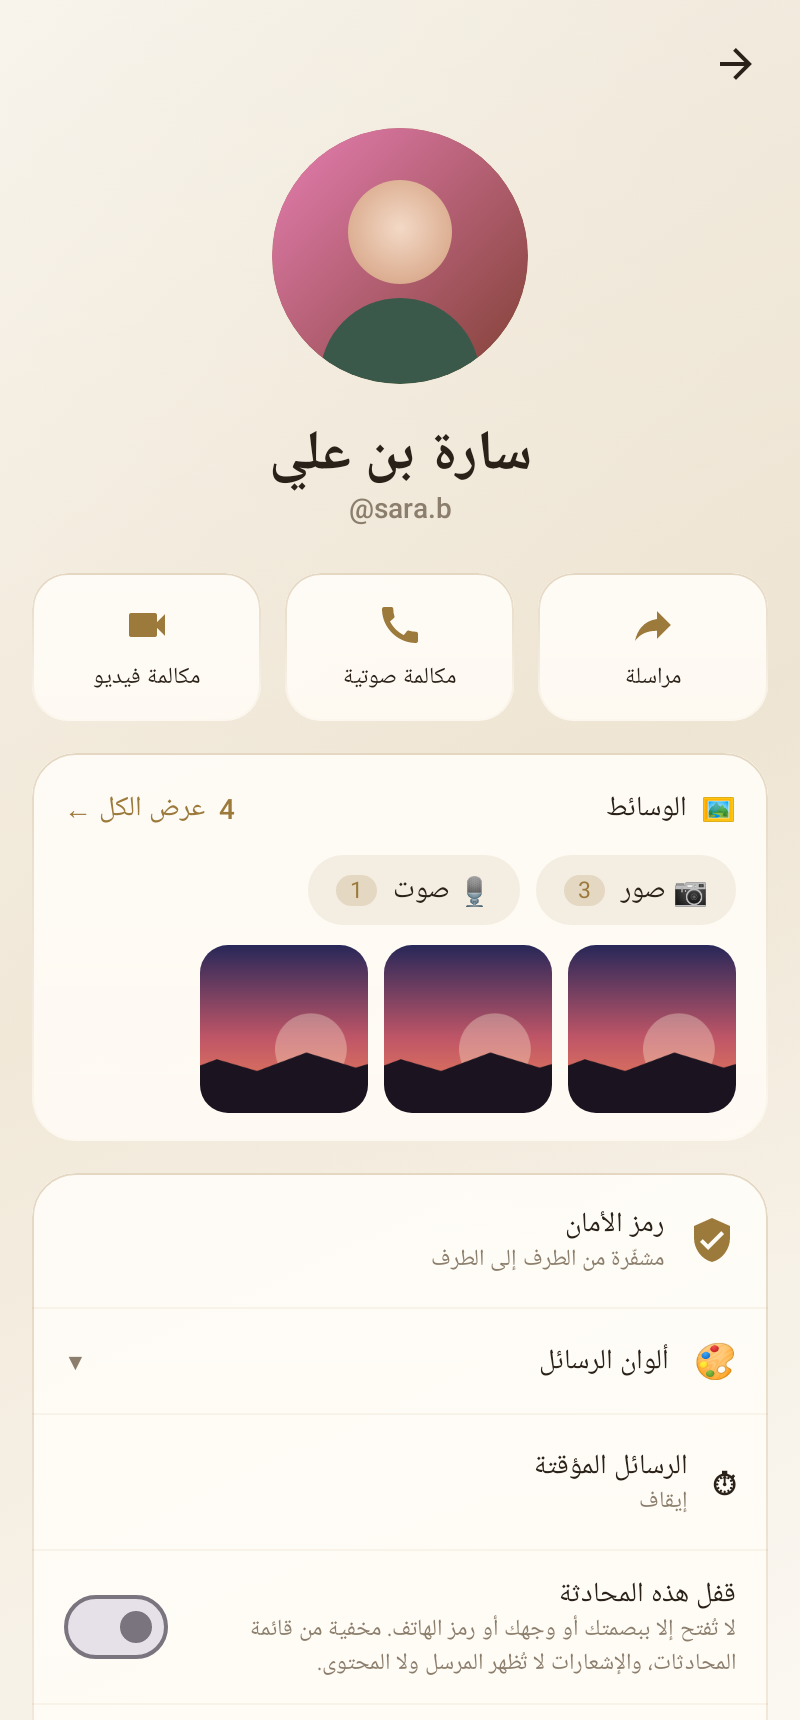 سارة بن علي
@sara.b
مراسلة
مكالمة صوتية
مكالمة فيديو
الوسائط
4 عرض الكل ←
صور 3
صوت 1
رمز الأمان
مشفّرة من الطرف إلى الطرف
ألوان الرسائل
الرسائل المؤقتة
إيقاف
قفل هذه المحادثة
لا تُفتح إلا ببصمتك أو وجهك أو رمز الهاتف. مخفية من قائمة
المحادثات، والإشعارات لا تُظهر المرسل ولا المحتوى.